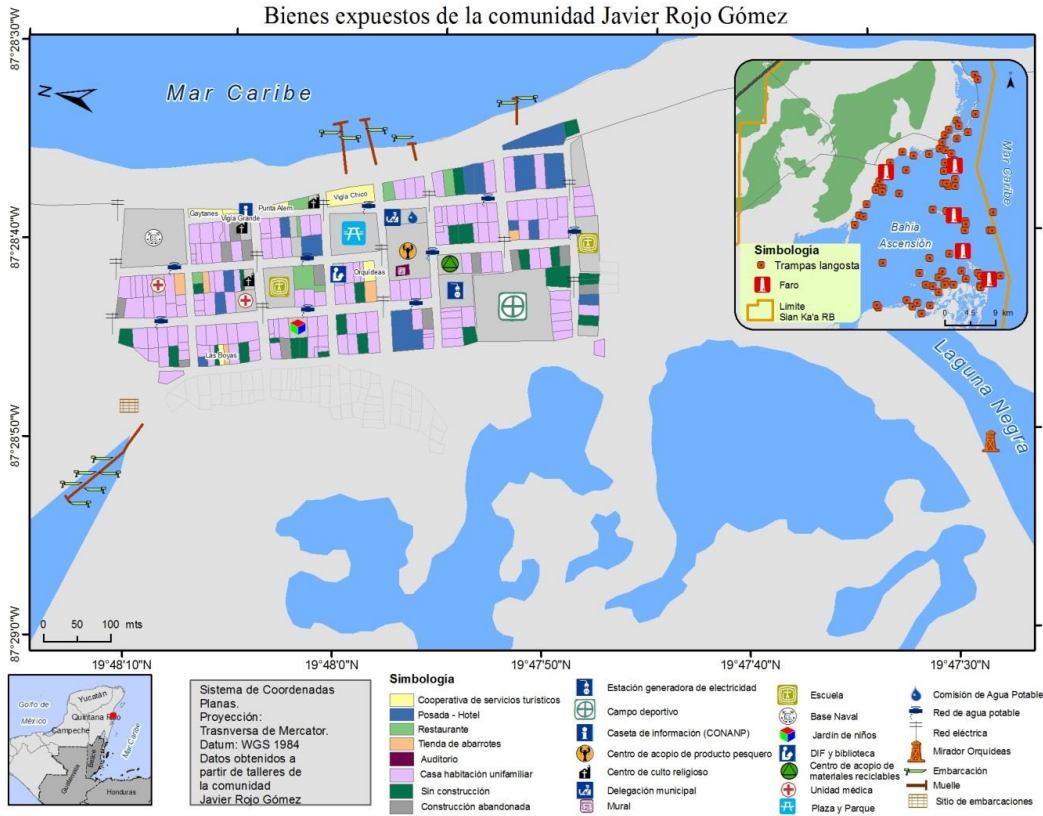 Bienes expuestos de la comunidad Javier Rojo Gómez
87°28'30"W
87°28'40"W
87°28'50"W
87°29'0"W
N
Mar Caribe
Vigía Chico
Punta Alem
Gaytanes
Vigía Grande
Orquídeas
Las Boyas
Mar caribe
Bahía
Ascensión
Simbologia
Trampas langosta
Faro
Límite
Sian Ka'a RB
0 4.5 9 km
Laguna Negra
0 50 100 mts
19°48'10"N 19°48'0"N 19°47'50"N 19°47'40"N 19°47'30"N
Golfo de
México
Yucatán
Quintana Roo
Campeche
Mar Caribe
Belice
Guatemala
Honduras
Sistema de Coordenadas
Planas.
Proyección:
Trasnversa de Mercator.
Datum: WGS 1984
Datos obtenidos a
partir de talleres de
la comunidad
Javier Rojo Gómez
Simbologia
Cooperativa de servicios turísticos
Posada - Hotel
Restaurante
Tienda de abarrotes
Auditorio
Casa habitación unifamiliar
Sin construcción
Construcción abandonada
Estación generadora de electricidad
Campo deportivo
Caseta de información (CONANP)
Centro de acopio de producto pesquero
Centro de culto religioso
Delegación municipal
Mural
Escuela
Base Naval
Jardín de niños
DIF y biblioteca
Centro de acopio de
materiales reciclables
Unidad médica
Plaza y Parque
Comisión de Agua Potable
Red de agua potable
Red eléctrica
Mirador Orquídeas
Embarcación
Muelle
Sitio de embarcaciones